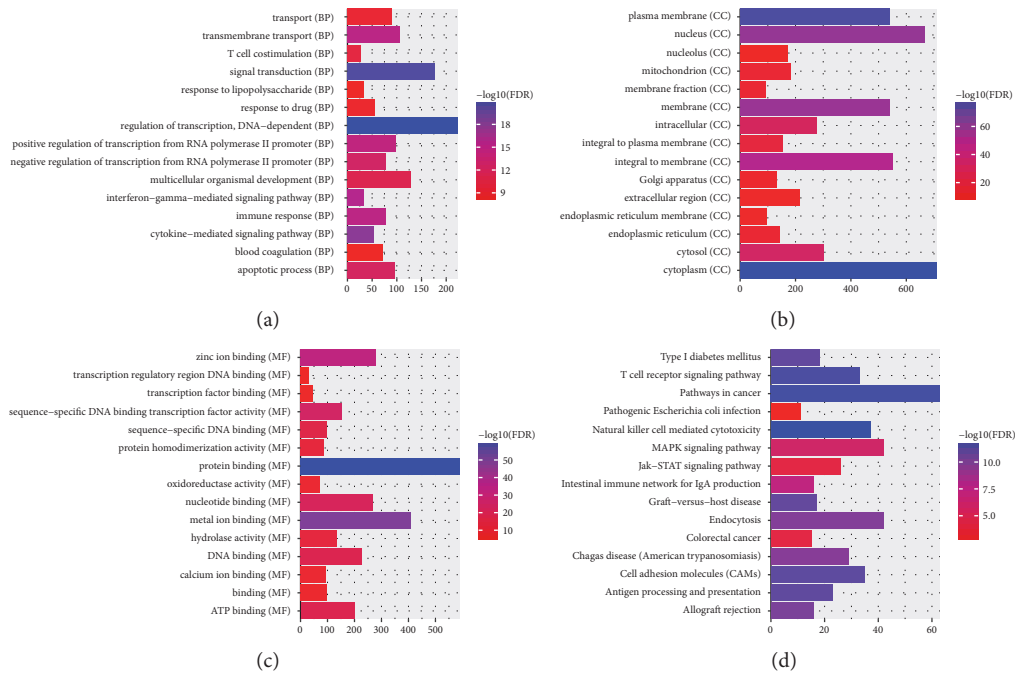 transport (BP)
transmembrane transport (BP)
T cell costimulation (BP)
signal transduction (BP)
response to lipopolysaccharide (BP)
response to drug (BP)
regulation of transcription, DNA−dependent (BP)
positive regulation of transcription from RNA polymerase II promoter (BP)
negative regulation of transcription from RNA polymerase II promoter (BP)
multicellular organismal development (BP)
interferon−gamma−mediated signaling pathway (BP)
immune response (BP)
cytokine−mediated signaling pathway (BP)
blood coagulation (BP)
apoptotic process (BP)
0 50 100 150 200
−log10(FDR)
18
15
12
9
(a)
plasma membrane (CC)
nucleus (CC)
nucleolus (CC)
mitochondrion (CC)
membrane fraction (CC)
membrane (CC)
intracellular (CC)
integral to plasma membrane (CC)
integral to membrane (CC)
Golgi apparatus (CC)
extracellular region (CC)
endoplasmic reticulum membrane (CC)
endoplasmic reticulum (CC)
cytosol (CC)
cytoplasm (CC)
0 200 400 600
−log10(FDR)
60
40
20
(b)
zinc ion binding (MF)
transcription regulatory region DNA binding (MF)
transcription factor binding (MF)
sequence−specific DNA binding transcription factor activity (MF)
sequence−specific DNA binding (MF)
protein homodimerization activity (MF)
protein binding (MF)
oxidoreductase activity (MF)
nucleotide binding (MF)
metal ion binding (MF)
hydrolase activity (MF)
DNA binding (MF)
calcium ion binding (MF)
binding (MF)
ATP binding (MF)
0 100 200 300 400 500
−log10(FDR)
50
40
30
20
10
(c)
Type I diabetes mellitus
T cell receptor signaling pathway
Pathways in cancer
Pathogenic Escherichia coli infection
Natural killer cell mediated cytotoxicity
MAPK signaling pathway
Jak−STAT signaling pathway
Intestinal immune network for IgA production
Graft−versus−host disease
Endocytosis
Colorectal cancer
Chagas disease (American trypanosomiasis)
Cell adhesion molecules (CAMs)
Antigen processing and presentation
Allograft rejection
0 20 40 60
−log10(FDR)
10.0
7.5
5.0
(d)